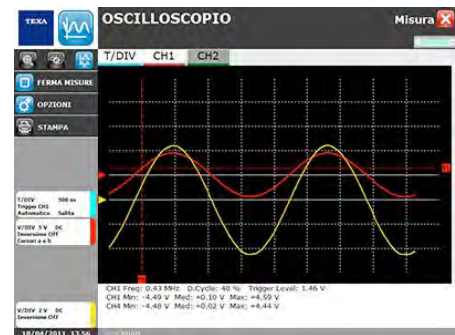 TEXA
OSCILLOSCOPIO
Misura
T/DIV CH1 CH2
FERMA MISURE
OPZIONI
STAMPA
T/DIV 500 ns
Trigger CH1
Automatico Salita
V/DIV 5 V DC
Inversione Off
Cursori a e b
CH1 Freq: 0.43 MHz D.Cycle: 40 % Trigger Level: 1.46 V
CH1 Min: -4.49 V Med: +0.10 V Max: +4.59 V
CH4 Min: -4.48 V Med: +0.02 V Max: +4.44 V
V/DIV 2 V DC
Inversione Off
18/04/2011 13.56